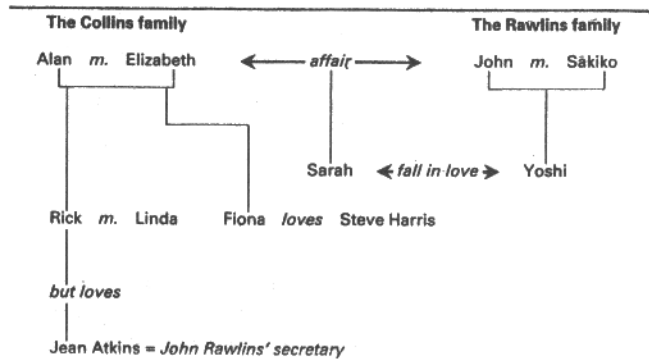 The Collins family The Rawlins family
Alan m. Elizabeth affair John m. Sākiko
Sarah fall in love Yoshi
Rick m. Linda Fiona loves Steve Harris
but loves
Jean Atkins = John Rawlins' secretary